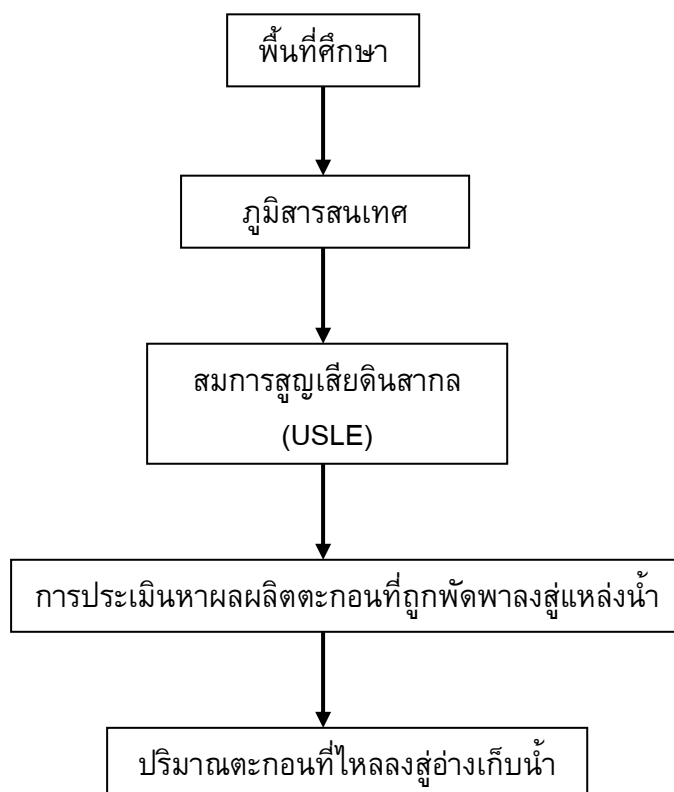 พื้นที่ศึกษา
ภูมิสารสนเทศ
สมการสูญเสียดินสากล
(USLE)
การประเมินหาผลผลิตตะกอนที่ถูกพัดพาลงสู่แหล่งน้ำ
ปริมาณตะกอนที่ไหลลงสู่อ่างเก็บน้ำ